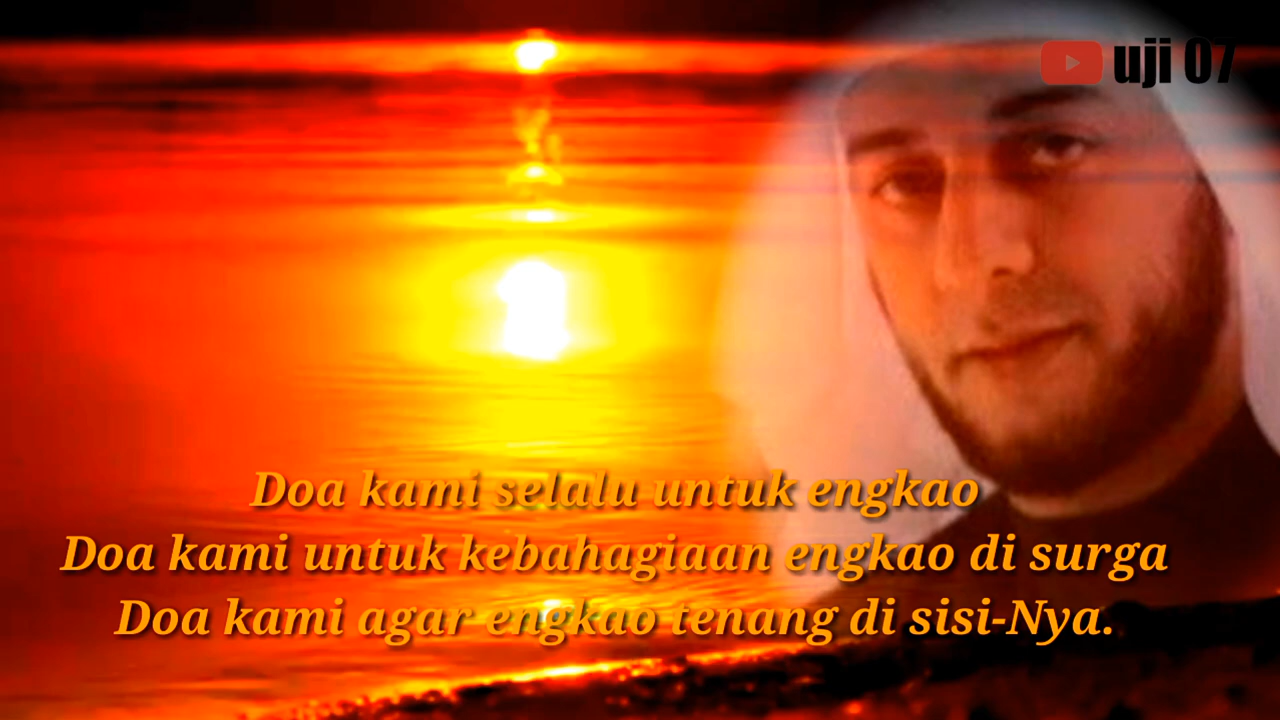 uji 07
Doa kami selalu untuk engkao
Doa kami untuk kebahagiaan engkao di surga
Doa kami agar engkao tenang di sisi-Nya.